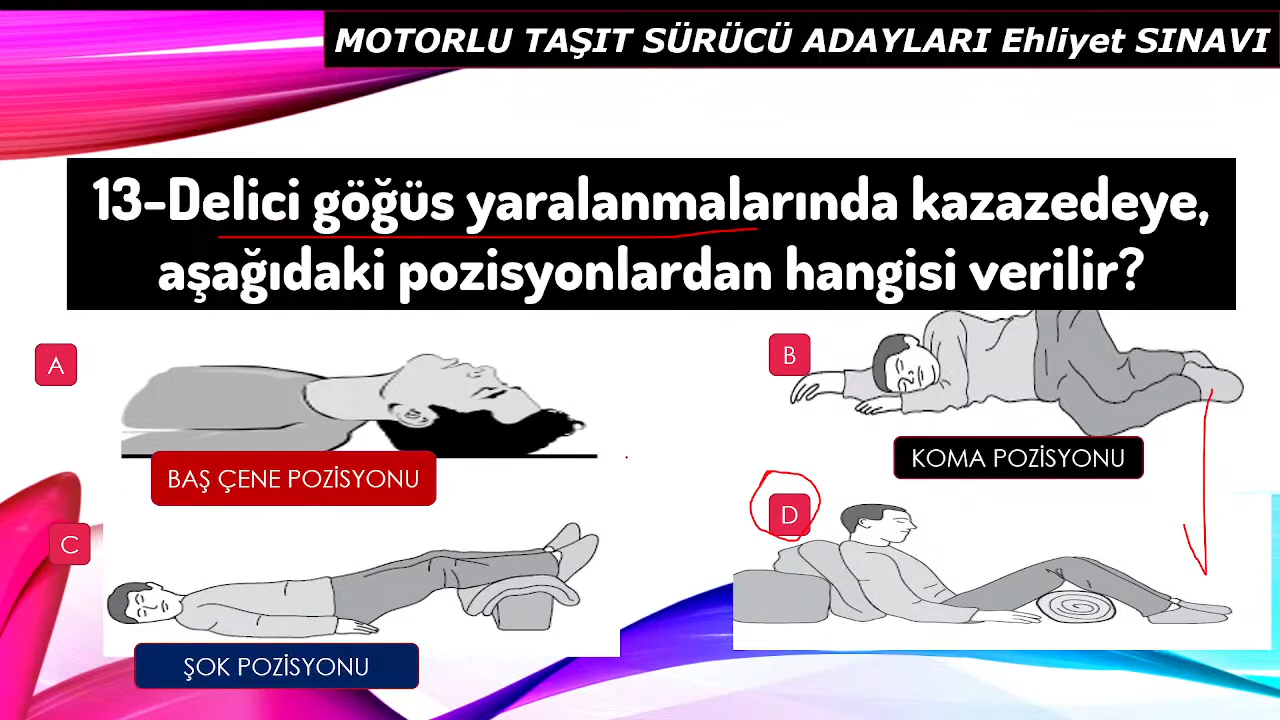 MOTORLU TAŞIT SÜRÜCÜ ADAYLARI Ehliyet SINAVI
13-Delici göğüs yaralanmalarında kazazedeye,
aşağıdaki pozisyonlardan hangisi verilir?
A
BAŞ ÇENE POZİSYONU
B
KOMA POZİSYONU
C
ŞOK POZİSYONU
D